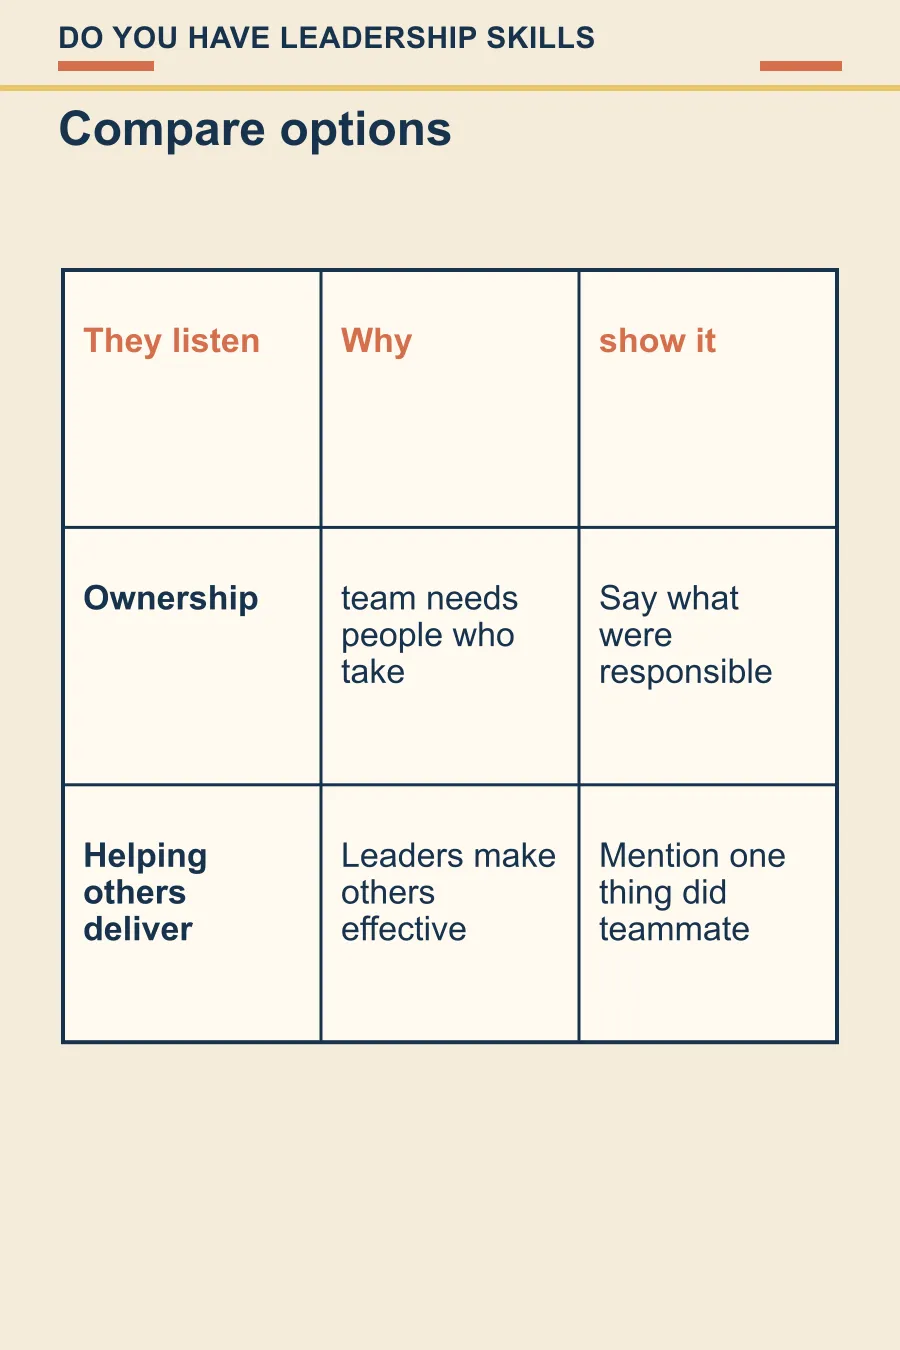 DO YOU HAVE LEADERSHIP SKILLS
Compare options
They listen
Why
show it
Ownership
team needs
people who
take
Say what
were
responsible
Helping
others
deliver
Leaders make
others
effective
Mention one
thing did
teammate